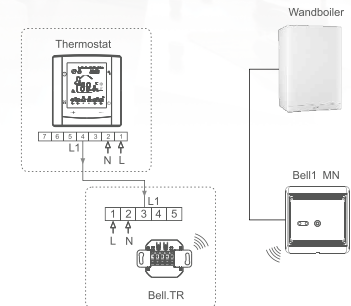 Wandboiler
Thermostat
7 6 5 4 3 2 1
L1
N L
Bell1 MN
L1
1 2 3 4 5
L N
Bell.TR